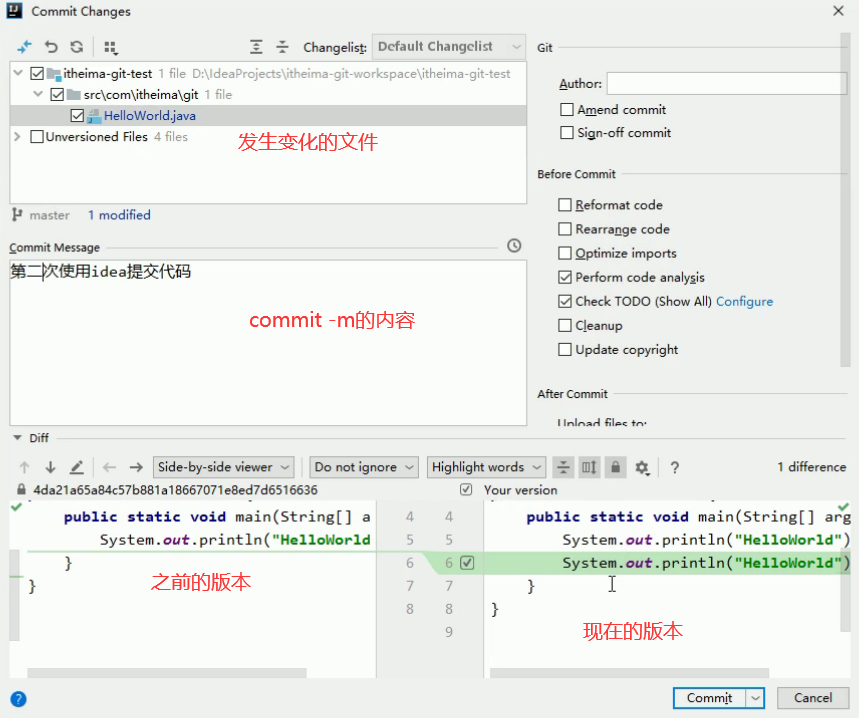 Commit Changes
Changelist: Default Changelist
itheima-git-test 1 file D:\IdeaProjects\itheima-git-workspace\itheima-git-test
src\com\itheima\git 1 file
HelloWorld.java
Unversioned Files 4 files
发生变化的文件
master 1 modified
Commit Message
第二次使用idea提交代码
commit -m的内容
Git
Author:
Amend commit
Sign-off commit
Before Commit
Reformat code
Rearrange code
Optimize imports
Perform code analysis
Check TODO (Show All) Configure
Cleanup
Update copyright
After Commit
Upload files to:
Diff
Side-by-side viewer Do not ignore Highlight words ? 1 difference
4da21a65a84c57b881a18667071e8ed7d6516636 Your version
public static void main(String[] a 4 4 public static void main(String[] arg
System.out.println("HelloWorld 5 5 System.out.println("HelloWorld")
} 6 6 System.out.println("HelloWorld")
} 7 7 }
8 8 }
9
之前的版本
现在的版本
? Commit Cancel